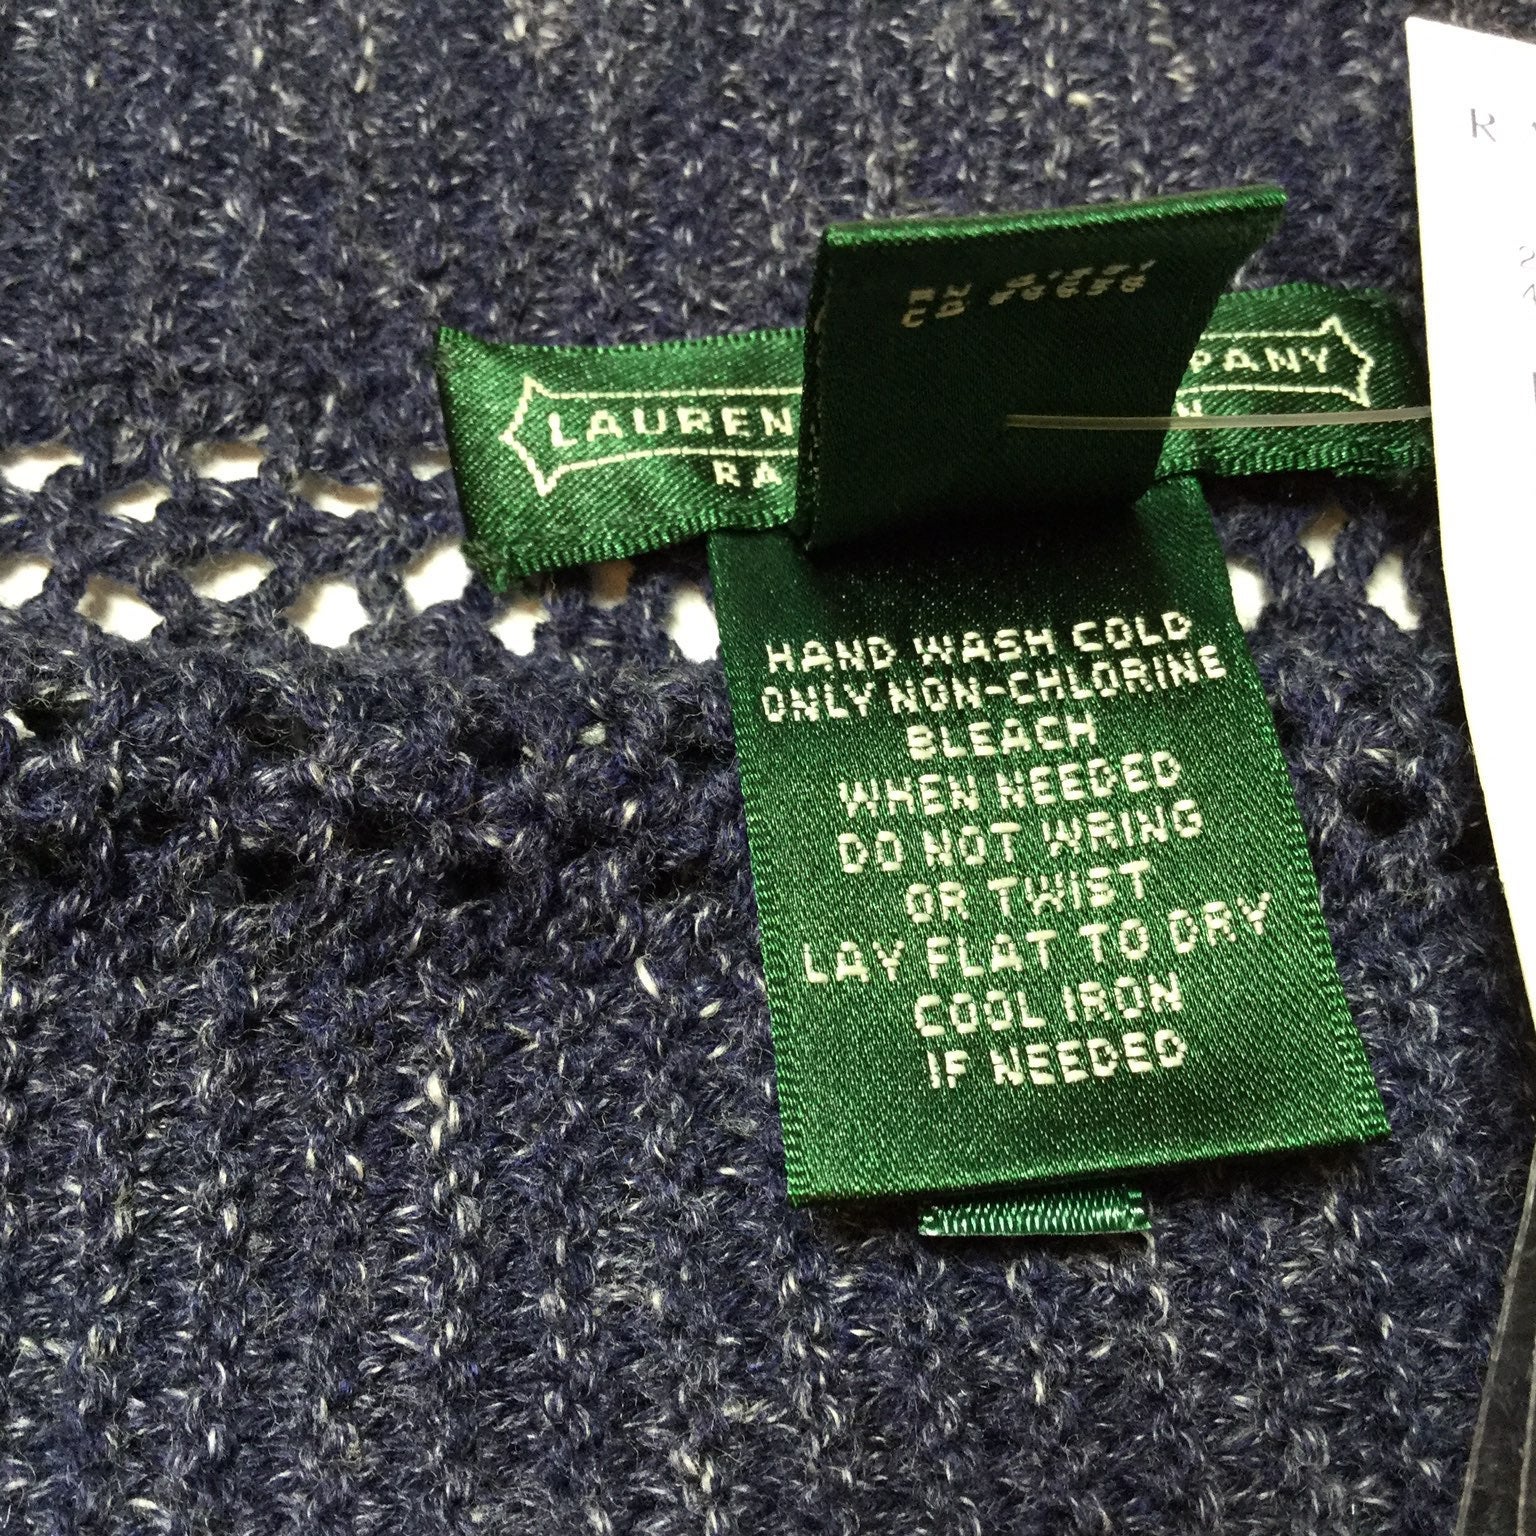 LAUREN
PANY
RA
HAND WASH COLD
ONLY NON-CHLORINE
BLEACH
WHEN NEEDED
DO NOT WRING
OR TWIST
LAY FLAT TO DRY
COOL IRON
IF NEEDED